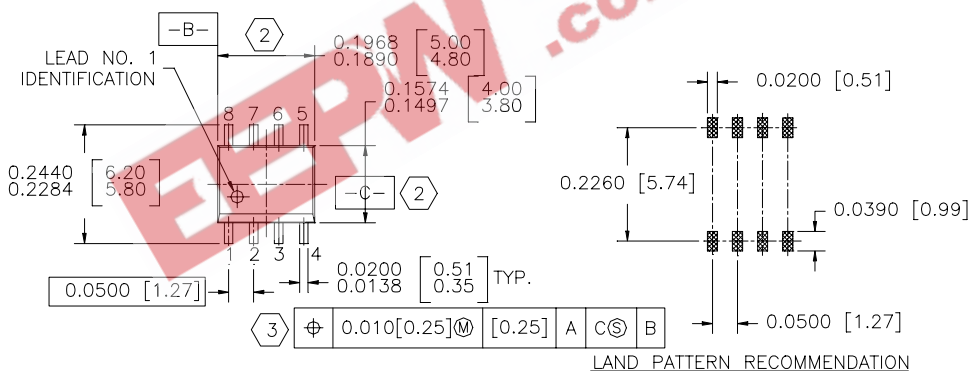 -B-
2
LEAD NO. 1
IDENTIFICATION
0.1968 [5.00]
0.1890 [4.80]
0.1574 [4.00]
0.1497 [3.80]
8 7 6 5
0.2440 [6.20]
0.2284 [5.80]
-C-
2
1 2 3 4
0.0200 [0.51] TYP.
0.0138 [0.35]
0.0500 [1.27]
3 ⌖ 0.010[0.25]Ⓜ [0.25] A CⓈ B
0.0200 [0.51]
0.2260 [5.74]
0.0390 [0.99]
0.0500 [1.27]
LAND PATTERN RECOMMENDATION
EEPW.co